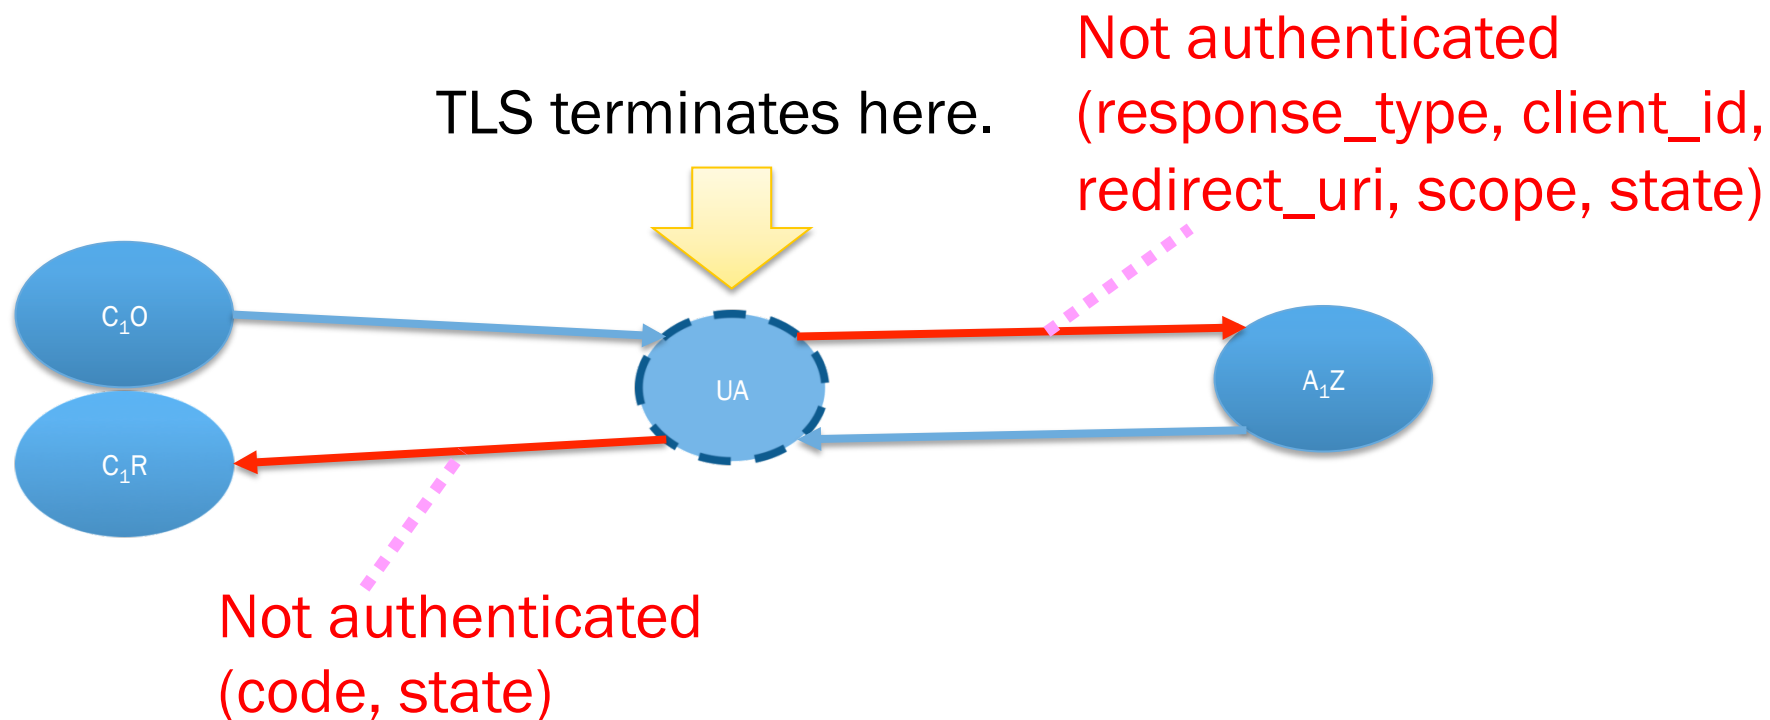 Not authenticated
(response_type, client_id,
redirect_uri, scope, state)
TLS terminates here.
C₁O
UA
A₁Z
C₁R
Not authenticated
(code, state)